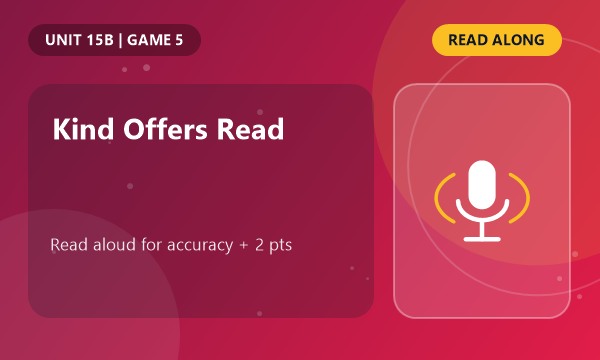 UNIT 15B | GAME 5
READ ALONG
Kind Offers Read
Read aloud for accuracy + 2 pts